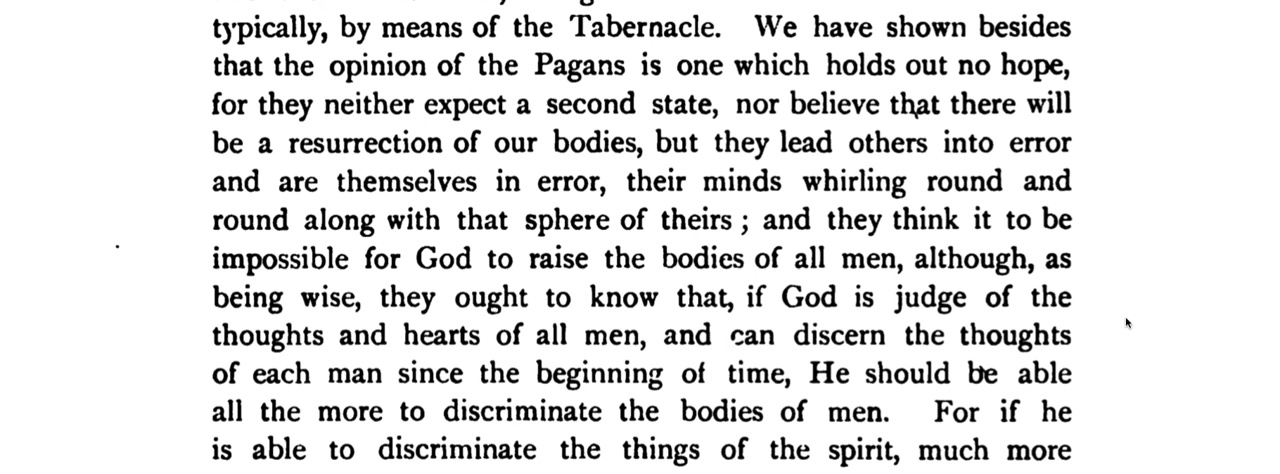 typically, by means of the Tabernacle. We have shown besides
that the opinion of the Pagans is one which holds out no hope,
for they neither expect a second state, nor believe that there will
be a resurrection of our bodies, but they lead others into error
and are themselves in error, their minds whirling round and
round along with that sphere of theirs ; and they think it to be
impossible for God to raise the bodies of all men, although, as
being wise, they ought to know that, if God is judge of the
thoughts and hearts of all men, and can discern the thoughts
of each man since the beginning of time, He should be able
all the more to discriminate the bodies of men. For if he
is able to discriminate the things of the spirit, much more